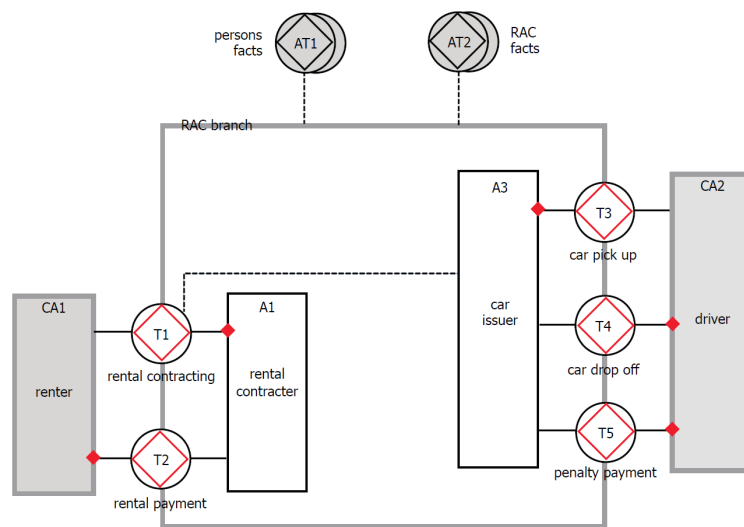 persons
facts
AT1
AT2
RAC
facts
RAC branch
A3
CA2
T3
car pick up
CA1
T1
A1
car
issuer
T4
driver
renter
rental contracting
rental
contracter
car drop off
T2
T5
rental payment
penalty payment